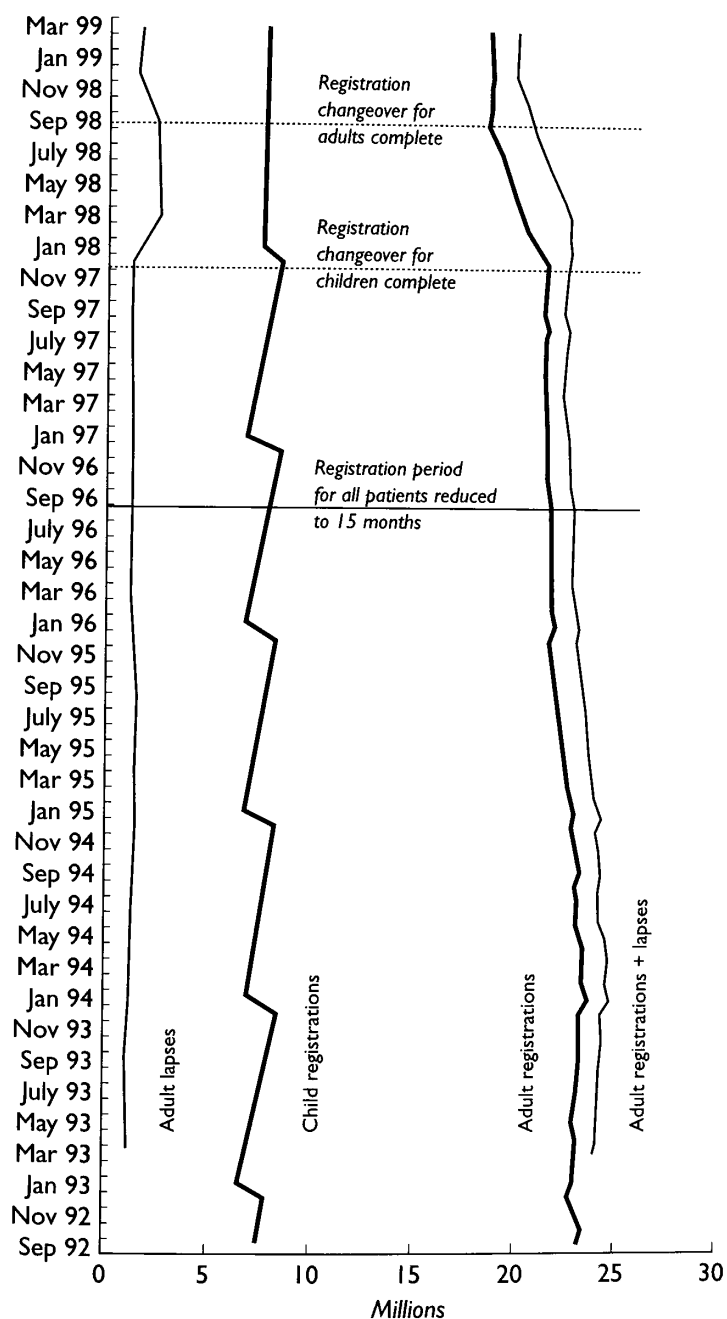 Mar 99
Jan 99
Nov 98
Sep 98
July 98
May 98
Mar 98
Jan 98
Nov 97
Sep 97
July 97
May 97
Mar 97
Jan 97
Nov 96
Sep 96
July 96
May 96
Mar 96
Jan 96
Nov 95
Sep 95
July 95
May 95
Mar 95
Jan 95
Nov 94
Sep 94
July 94
May 94
Mar 94
Jan 94
Nov 93
Sep 93
July 93
May 93
Mar 93
Jan 93
Nov 92
Sep 92
Registration
changeover for
adults complete
Registration
changeover for
children complete
Registration period
for all patients reduced
to 15 months
Adult lapses
Child registrations
Adult registrations
Adult registrations + lapses
0 5 10 15 20 25 30
Millions